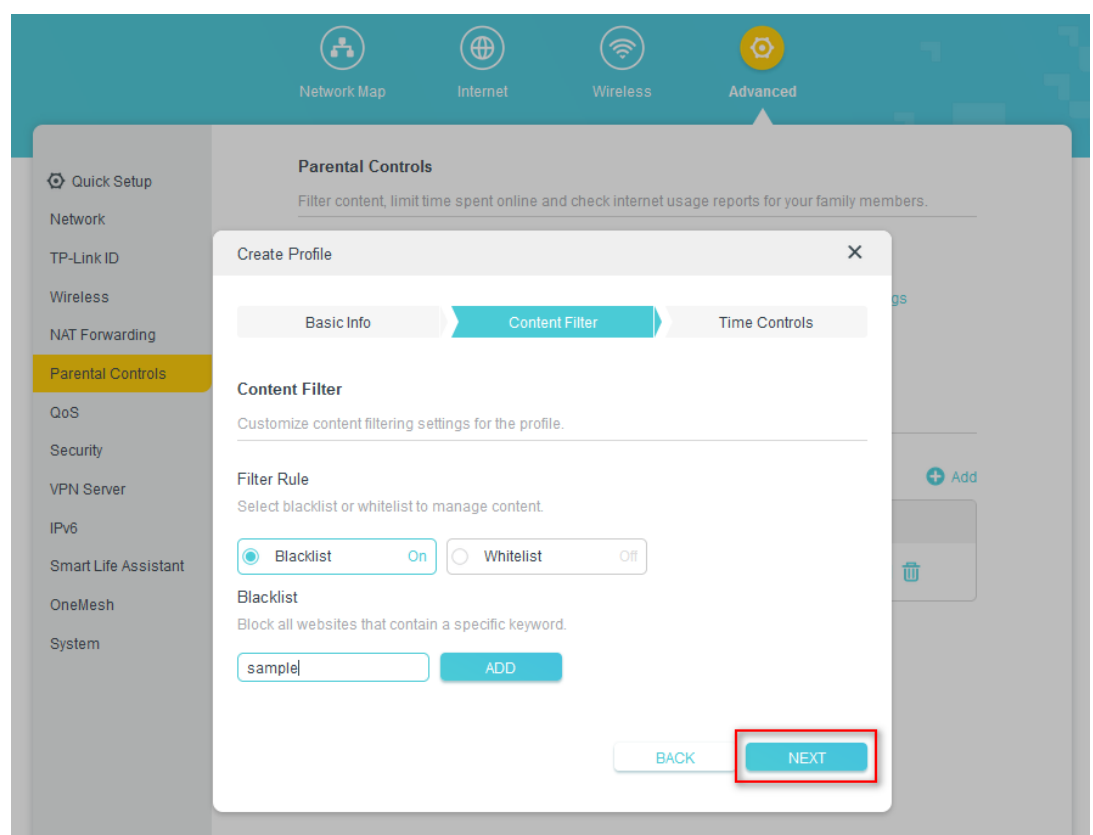 Network Map
Internet
Wireless
Advanced
Quick Setup
Network
TP-Link ID
Wireless
NAT Forwarding
Parental Controls
QoS
Security
VPN Server
IPv6
Smart Life Assistant
OneMesh
System
Parental Controls
Filter content, limit time spent online and check internet usage reports for your family members.
gs
Add
Create Profile
Basic Info
Content Filter
Time Controls
Content Filter
Customize content filtering settings for the profile.
Filter Rule
Select blacklist or whitelist to manage content.
Blacklist On
Whitelist Off
Blacklist
Block all websites that contain a specific keyword.
sample
ADD
BACK
NEXT